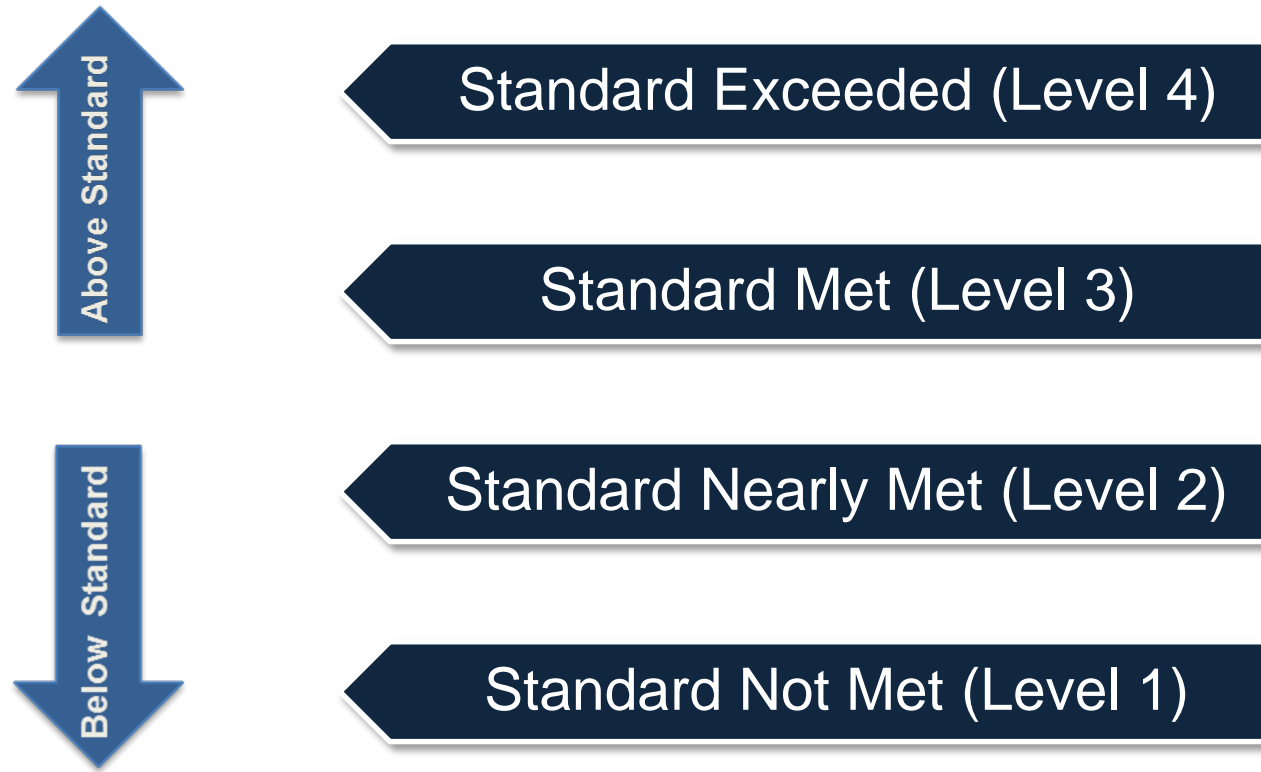 Above Standard
Standard Exceeded (Level 4)
Standard Met (Level 3)
Below Standard
Standard Nearly Met (Level 2)
Standard Not Met (Level 1)